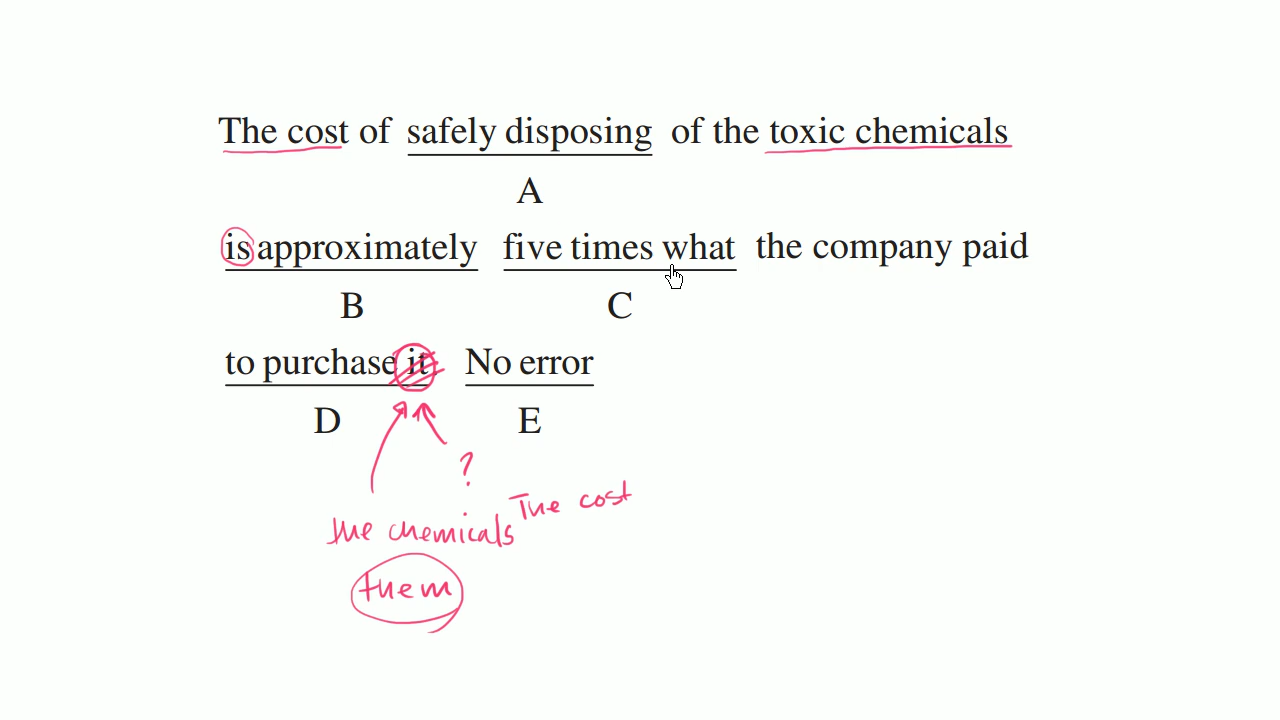 The cost of safely disposing of the toxic chemicals
A
is approximately five times what the company paid
B C
to purchase it No error
D E
?
The cost
the chemicals
them